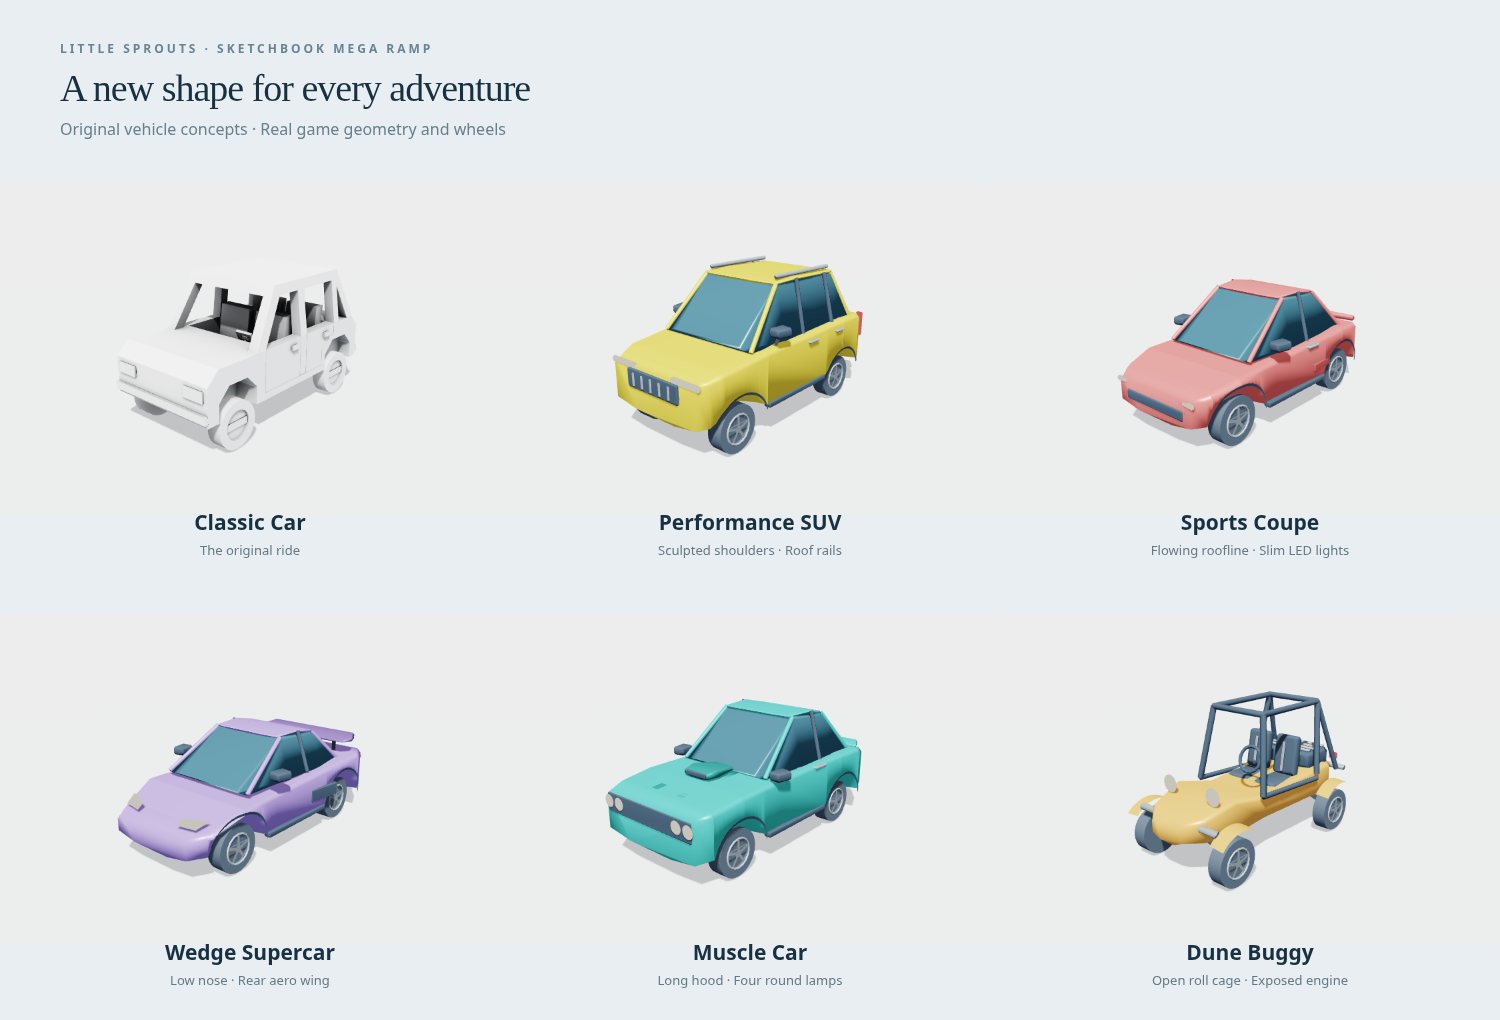 LITTLE SPROUTS · SKETCHBOOK MEGA RAMP
A new shape for every adventure
Original vehicle concepts · Real game geometry and wheels
Classic Car
The original ride
Performance SUV
Sculpted shoulders · Roof rails
Sports Coupe
Flowing roofline · Slim LED lights
Wedge Supercar
Low nose · Rear aero wing
Muscle Car
Long hood · Four round lamps
Dune Buggy
Open roll cage · Exposed engine